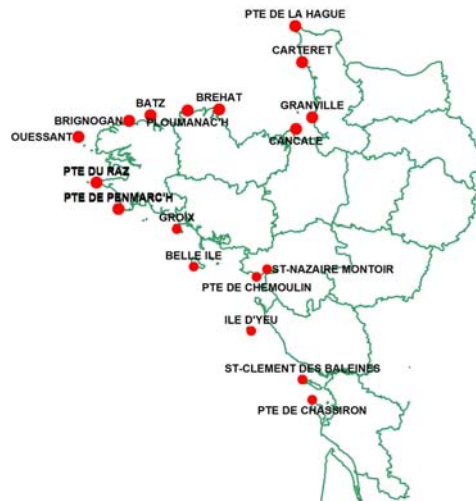 PTE DE LA HAGUE
CARTERET
BREHAT
BATZ
GRANVILLE
BRIGNOGAN
PLOUMANAC'H
OUESSANT
CANCALE
PTE DU RAZ
PTE DE PENMARC'H
GROIX
BELLE ILE
ST-NAZAIRE MONTOIR
PTE DE CHEMOULIN
ILE D'YEU
ST-CLEMENT DES BALEINES
PTE DE CHASSIRON